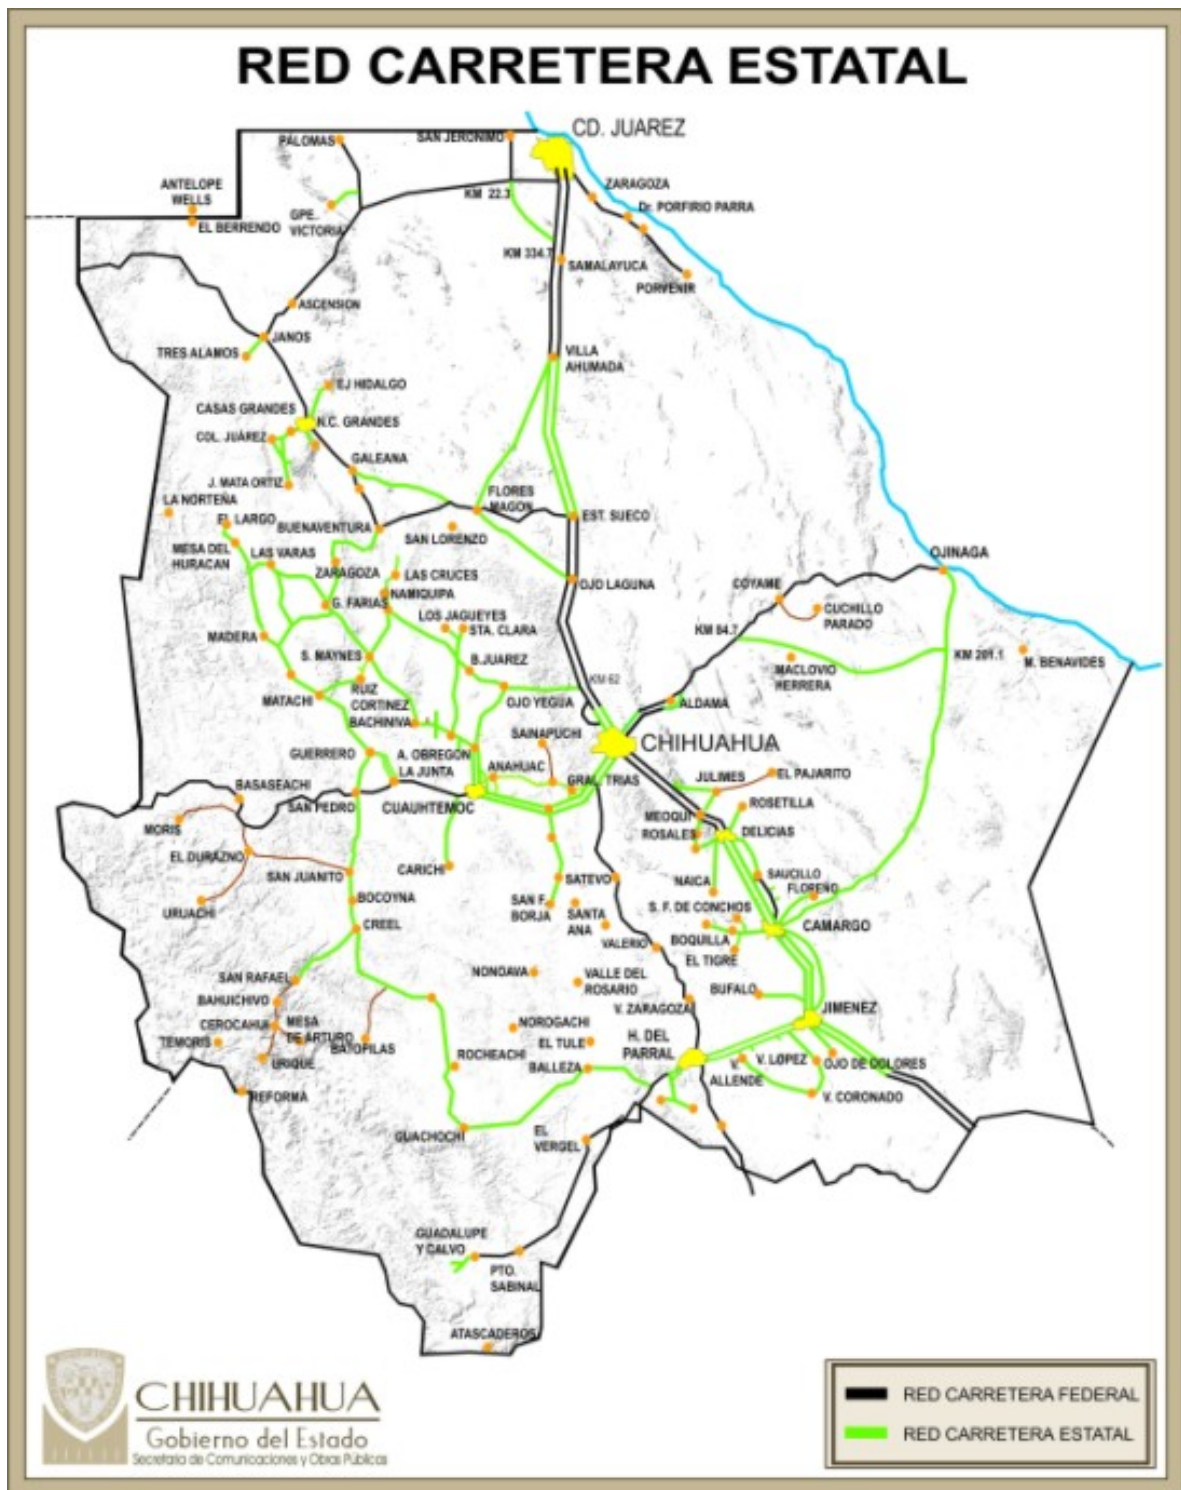 RED CARRETERA ESTATAL
CD. JUAREZ
SAN JERONIMO
PALOMAS
ANTELOPE
WELLS
EL BERRENDO
GPE.
VICTORIA
KM 22.3
ZARAGOZA
Dr. PORFIRIO PARRA
KM 334.7
SAMALAYUCA
PORVENIR
ASCENSION
JANOS
TRES ALAMOS
VILLA
AHUMADA
EJ HIDALGO
CASAS GRANDES
N.C. GRANDES
COL. JUÁREZ
GALEANA
J. MATA ORTIZ
LA NORTEÑA
FLORES
MAGON
EST. SUECO
EL LARGO
BUENAVENTURA
SAN LORENZO
MESA DEL
HURACAN
LAS VARAS
ZARAGOZA
LAS CRUCES
OJO LAGUNA
OJINAGA
COYAME
NAMIQUIPA
G. FARIAS
CUCHILLO
PARADO
LOS JAGUEYES
STA. CLARA
MADERA
KM 84.7
KM 201.1
S. MAYNES
B.JUAREZ
MACLOVIO
HERRERA
M. BENAVIDES
KM 62
MATACHI
RUIZ
CORTINEZ
OJO YEGUA
ALDAMA
BACHINIVA
SAINAPUCHI
CHIHUAHUA
GUERRERO
A. OBREGON
LA JUNTA
ANAHUAC
GRAL. TRIAS
JULIMES
EL PAJARITO
BASASEACHI
SAN PEDRO
CUAUHTEMOC
MEOQUI
ROSETILLA
MORIS
ROSALES
DELICIAS
EL DURAZNO
SAN JUANITO
CARICHI
SATEVO
NAICA
SAUCILLO
FLOREÑO
URUACHI
BOCOYNA
SAN F.
BORJA
SANTA
ANA
S. F. DE CONCHOS
CREEL
VALERIO
BOQUILLA
CAMARGO
EL TIGRE
SAN RAFAEL
NONOAVA
VALLE DEL
ROSARIO
BUFALO
BAHUICHIVO
V. ZARAGOZA
JIMENEZ
CEROCAHUI
MESA
DE ARTURO
NOROGACHI
TEMORIS
BATOPILAS
EL TULE
H. DEL
PARRAL
URIQUE
ROCHEACHI
BALLEZA
V.
ALLENDE
V. LOPEZ
OJO DE DOLORES
REFORMA
V. CORONADO
GUACHOCHI
EL
VERGEL
GUADALUPE
Y CALVO
PTO.
SABINAL
ATASCADEROS
CHIHUAHUA
Gobierno del Estado
Secretaría de Comunicaciones y Obras Públicas
RED CARRETERA FEDERAL
RED CARRETERA ESTATAL